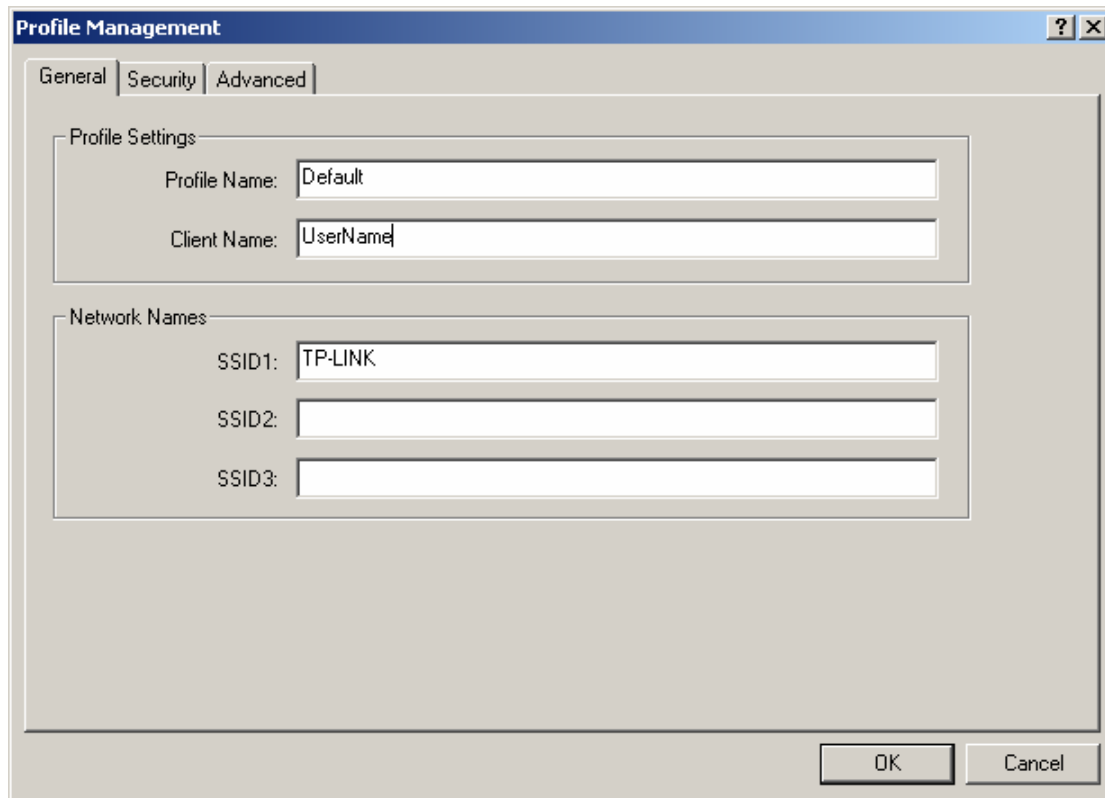 Profile Management
General Security Advanced
Profile Settings
Profile Name: Default
Client Name: UserName
Network Names
SSID1: TP-LINK
SSID2:
SSID3:
OK Cancel